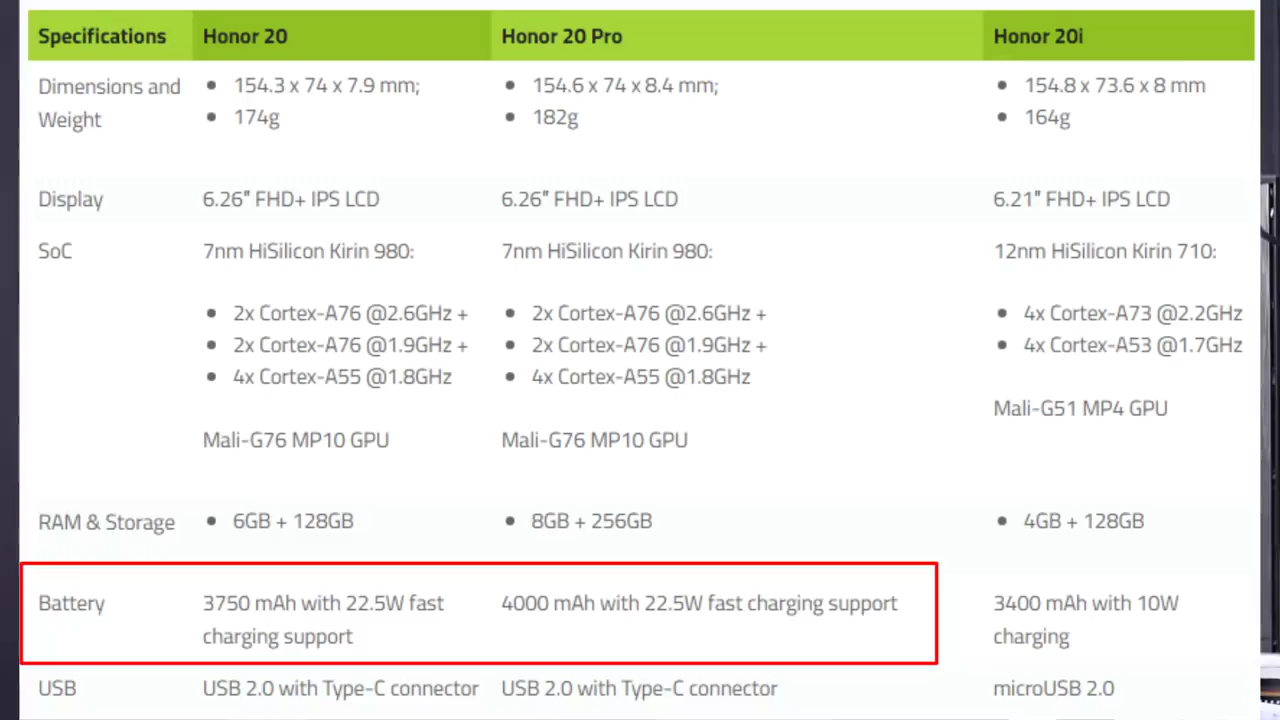 Specifications Honor 20 Honor 20 Pro Honor 20i
Dimensions and Weight
• 154.3 x 74 x 7.9 mm;
• 174g
• 154.6 x 74 x 8.4 mm;
• 182g
• 154.8 x 73.6 x 8 mm
• 164g
Display 6.26″ FHD+ IPS LCD 6.26″ FHD+ IPS LCD 6.21″ FHD+ IPS LCD
SoC
7nm HiSilicon Kirin 980:
• 2x Cortex-A76 @2.6GHz +
• 2x Cortex-A76 @1.9GHz +
• 4x Cortex-A55 @1.8GHz
Mali-G76 MP10 GPU
7nm HiSilicon Kirin 980:
• 2x Cortex-A76 @2.6GHz +
• 2x Cortex-A76 @1.9GHz +
• 4x Cortex-A55 @1.8GHz
Mali-G76 MP10 GPU
12nm HiSilicon Kirin 710:
• 4x Cortex-A73 @2.2GHz
• 4x Cortex-A53 @1.7GHz
Mali-G51 MP4 GPU
RAM & Storage • 6GB + 128GB • 8GB + 256GB • 4GB + 128GB
Battery
3750 mAh with 22.5W fast
charging support
4000 mAh with 22.5W fast charging support
3400 mAh with 10W
charging
USB USB 2.0 with Type-C connector USB 2.0 with Type-C connector microUSB 2.0